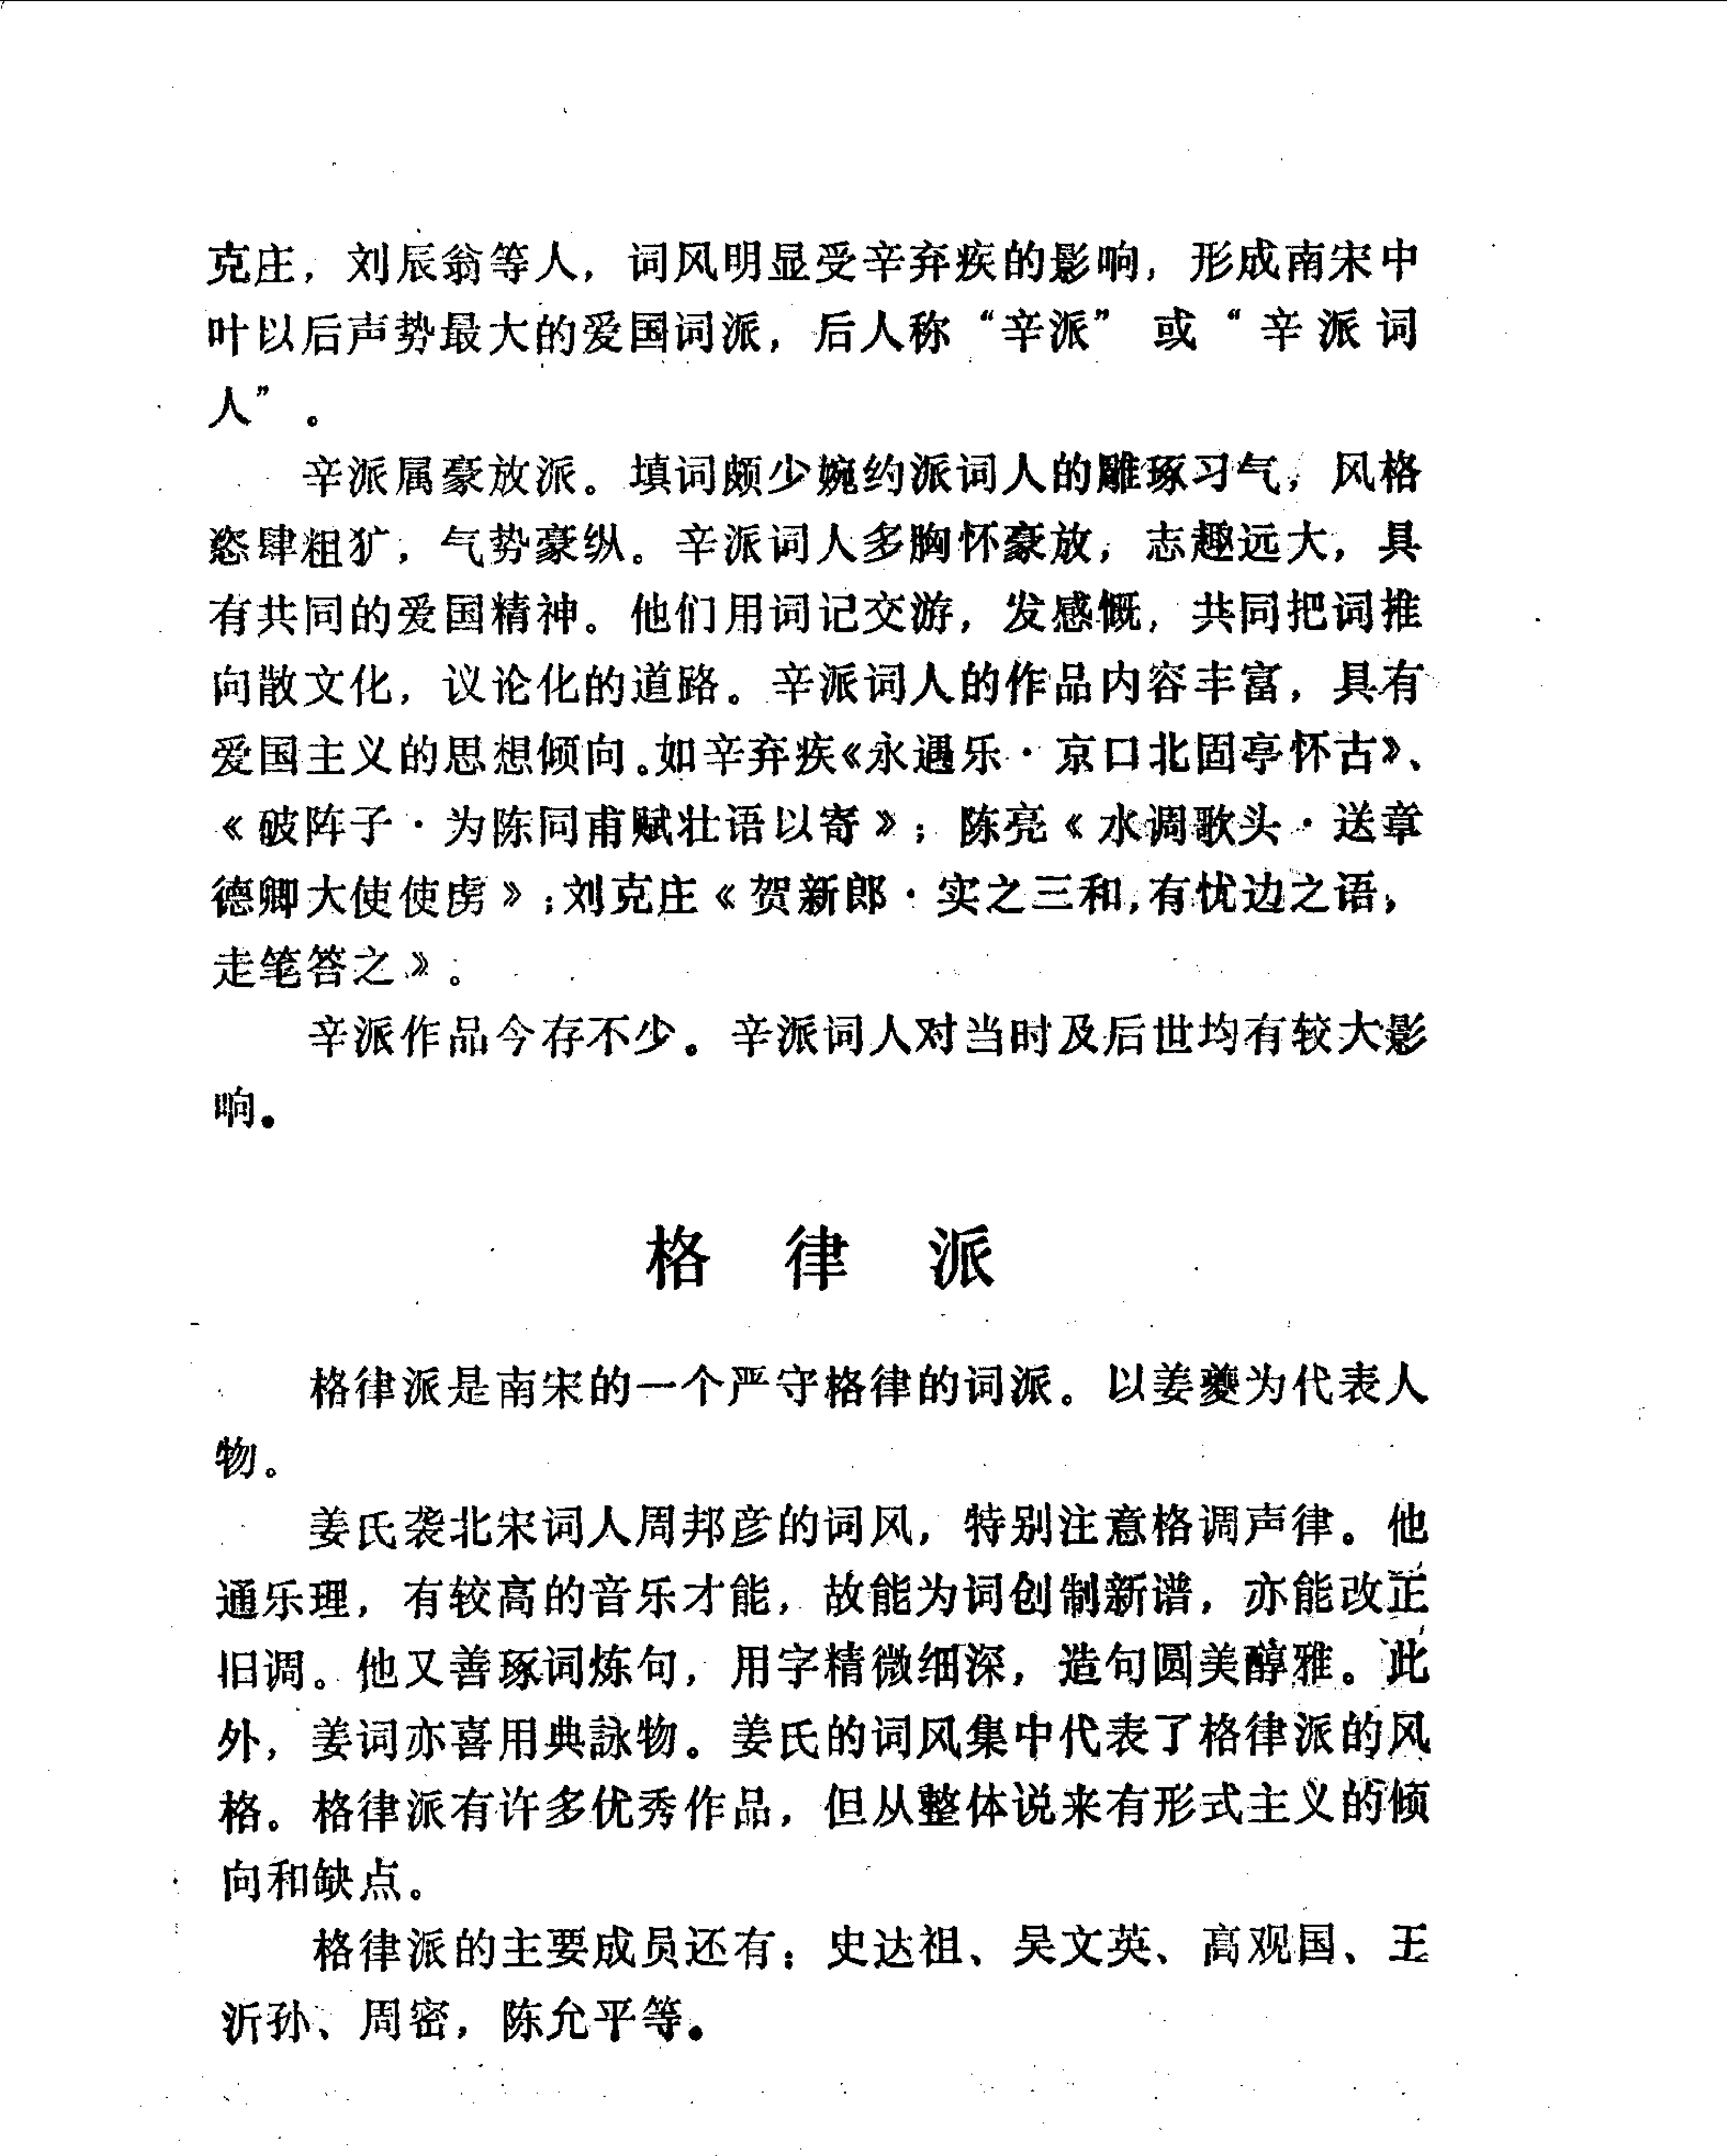 克庄，刘辰翁等人，词风明显受辛弃疾的影响，形成南宋中
叶以后声势最大的爱国词派，后人称“辛派”或“辛派词
人”。
辛派属豪放派。填词颇少婉约派词人的雕琢习气，风格
恣肆粗犷，气势豪纵。辛派词人多胸怀豪放，志趣远大，具
有共同的爱国精神。他们用词记交游，发感慨，共同把词推
向散文化，议论化的道路。辛派词人的作品内容丰富，具有
爱国主义的思想倾向。如辛弃疾《永遇乐·京口北固亭怀古》、
《破阵子·为陈同甫赋壮语以寄》；陈亮《水调歌头·送章
德卿大使使虏》；刘克庄《贺新郎·实之三和，有忧边之语，
走笔答之》。
辛派作品今存不少。辛派词人对当时及后世均有较大影
响。
格律派
格律派是南宋的一个严守格律的词派。以姜夔为代表人
物。
姜氏袭北宋词人周邦彦的词风，特别注意格调声律。他
通乐理，有较高的音乐才能，故能为词创制新谱，亦能改正
旧调。他又善琢词炼句，用字精微细深，造句圆美醇雅。此
外，姜词亦喜用典詠物。姜氏的词风集中代表了格律派的风
格。格律派有许多优秀作品，但从整体说来有形式主义的倾
向和缺点。
格律派的主要成员还有：史达祖、吴文英、高观国、王
沂孙、周密，陈允平等。